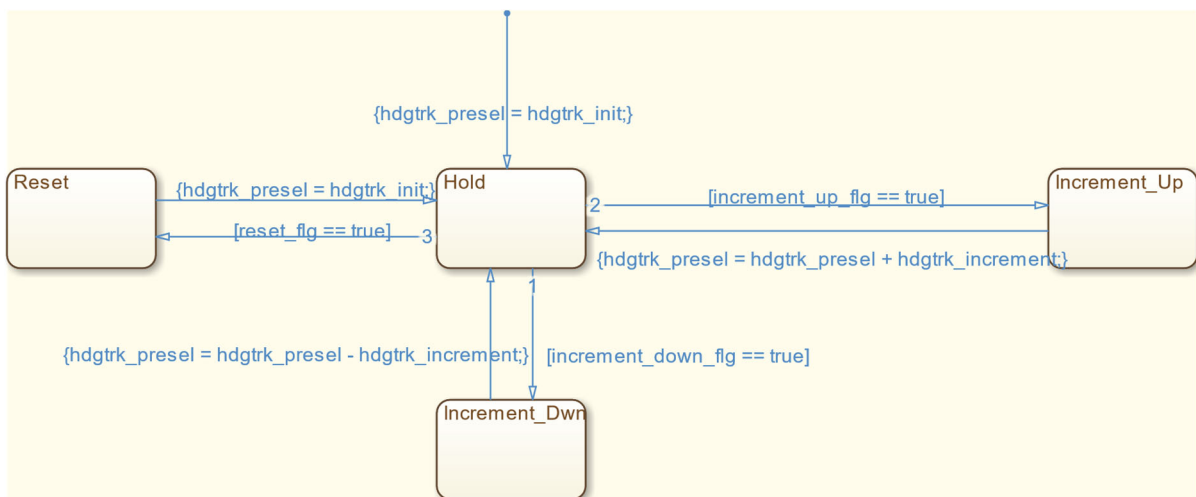 {hdgtrk_presel = hdgtrk_init;}
Reset
{hdgtrk_presel = hdgtrk_init;}
Hold
2
[increment_up_flg == true]
Increment_Up
[reset_flg == true]
3
{hdgtrk_presel = hdgtrk_presel + hdgtrk_increment;}
1
{hdgtrk_presel = hdgtrk_presel - hdgtrk_increment;}
[increment_down_flg == true]
Increment_Dwn